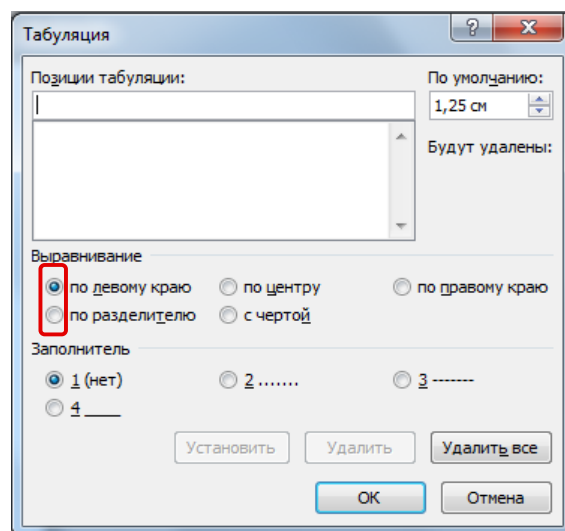 Табуляция
Позиции табуляции: По умолчанию:
1,25 см
Будут удалены:
Выравнивание
по левому краю по центру по правому краю
по разделителю с чертой
Заполнитель
1 (нет) 2 ....... 3 -------
4 ____
Установить Удалить Удалить все
ОК Отмена